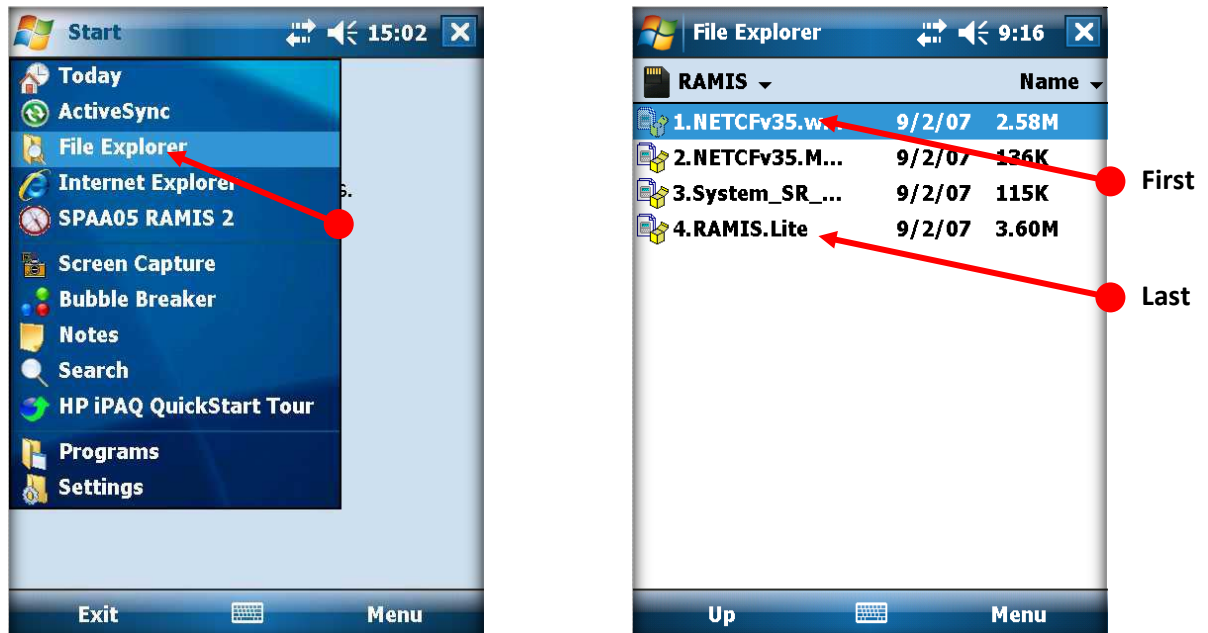 Start 15:02
Today
ActiveSync
File Explorer
Internet Explorer
s.
SPAA05 RAMIS 2
Screen Capture
Bubble Breaker
Notes
Search
HP iPAQ QuickStart Tour
Programs
Settings
Exit Menu
File Explorer 9:16
RAMIS Name
1.NETCFv35.w... 9/2/07 2.58M
2.NETCFv35.M... 9/2/07 136K
3.System_SR_... 9/2/07 115K
4.RAMIS.Lite 9/2/07 3.60M
Up Menu
First
Last